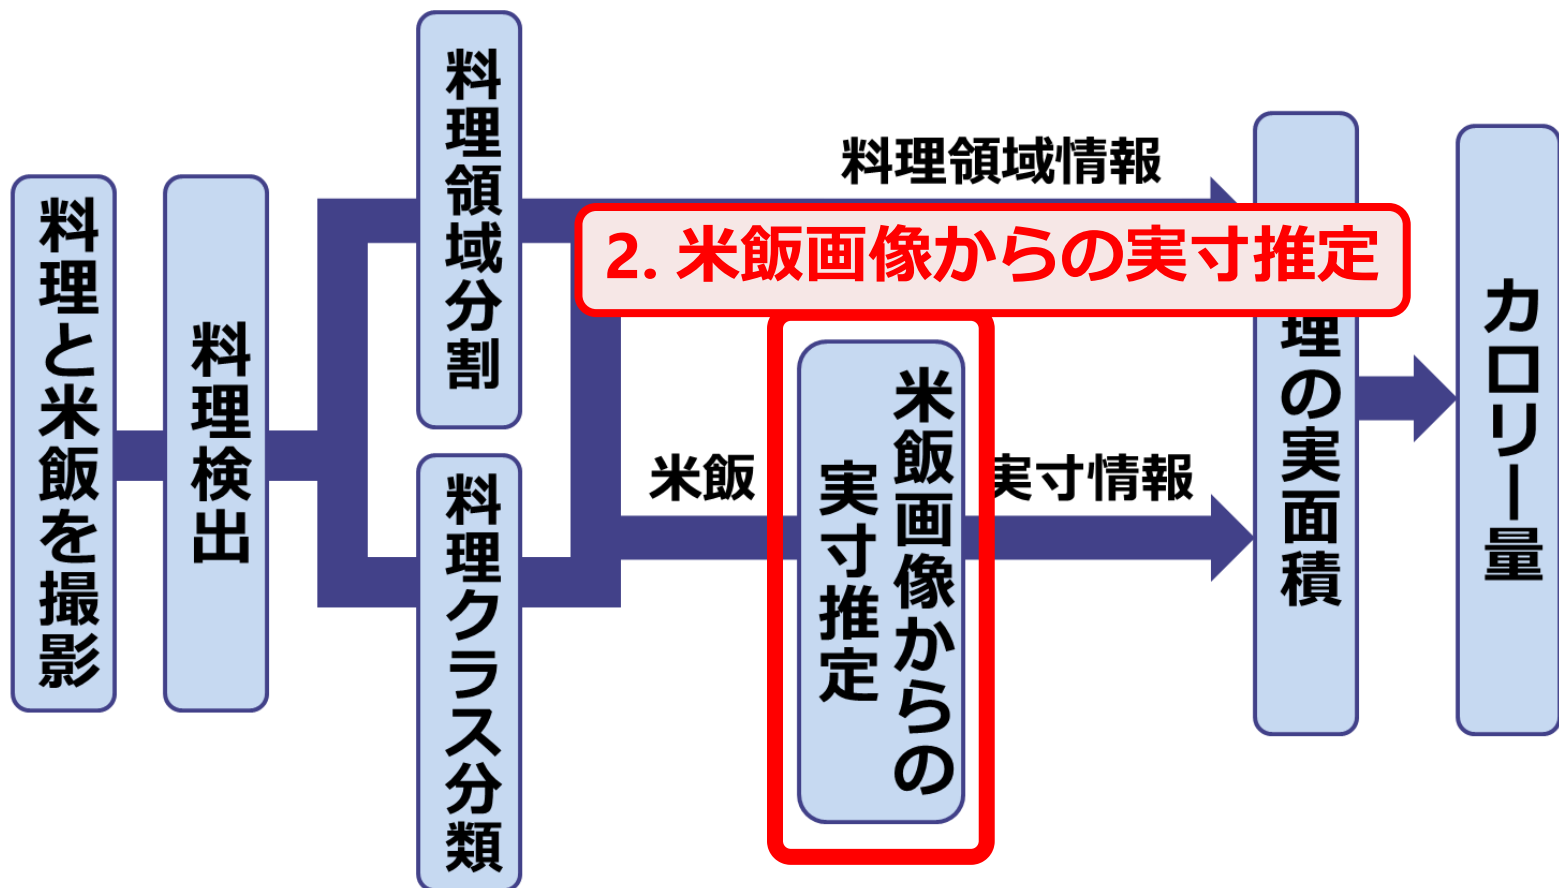 料理と米飯を撮影
料理検出
料理領域分割
料理クラス分類
料理領域情報
2. 米飯画像からの実寸推定
米飯
米飯画像からの
実寸推定
実寸情報
理の実面積
カロリー量